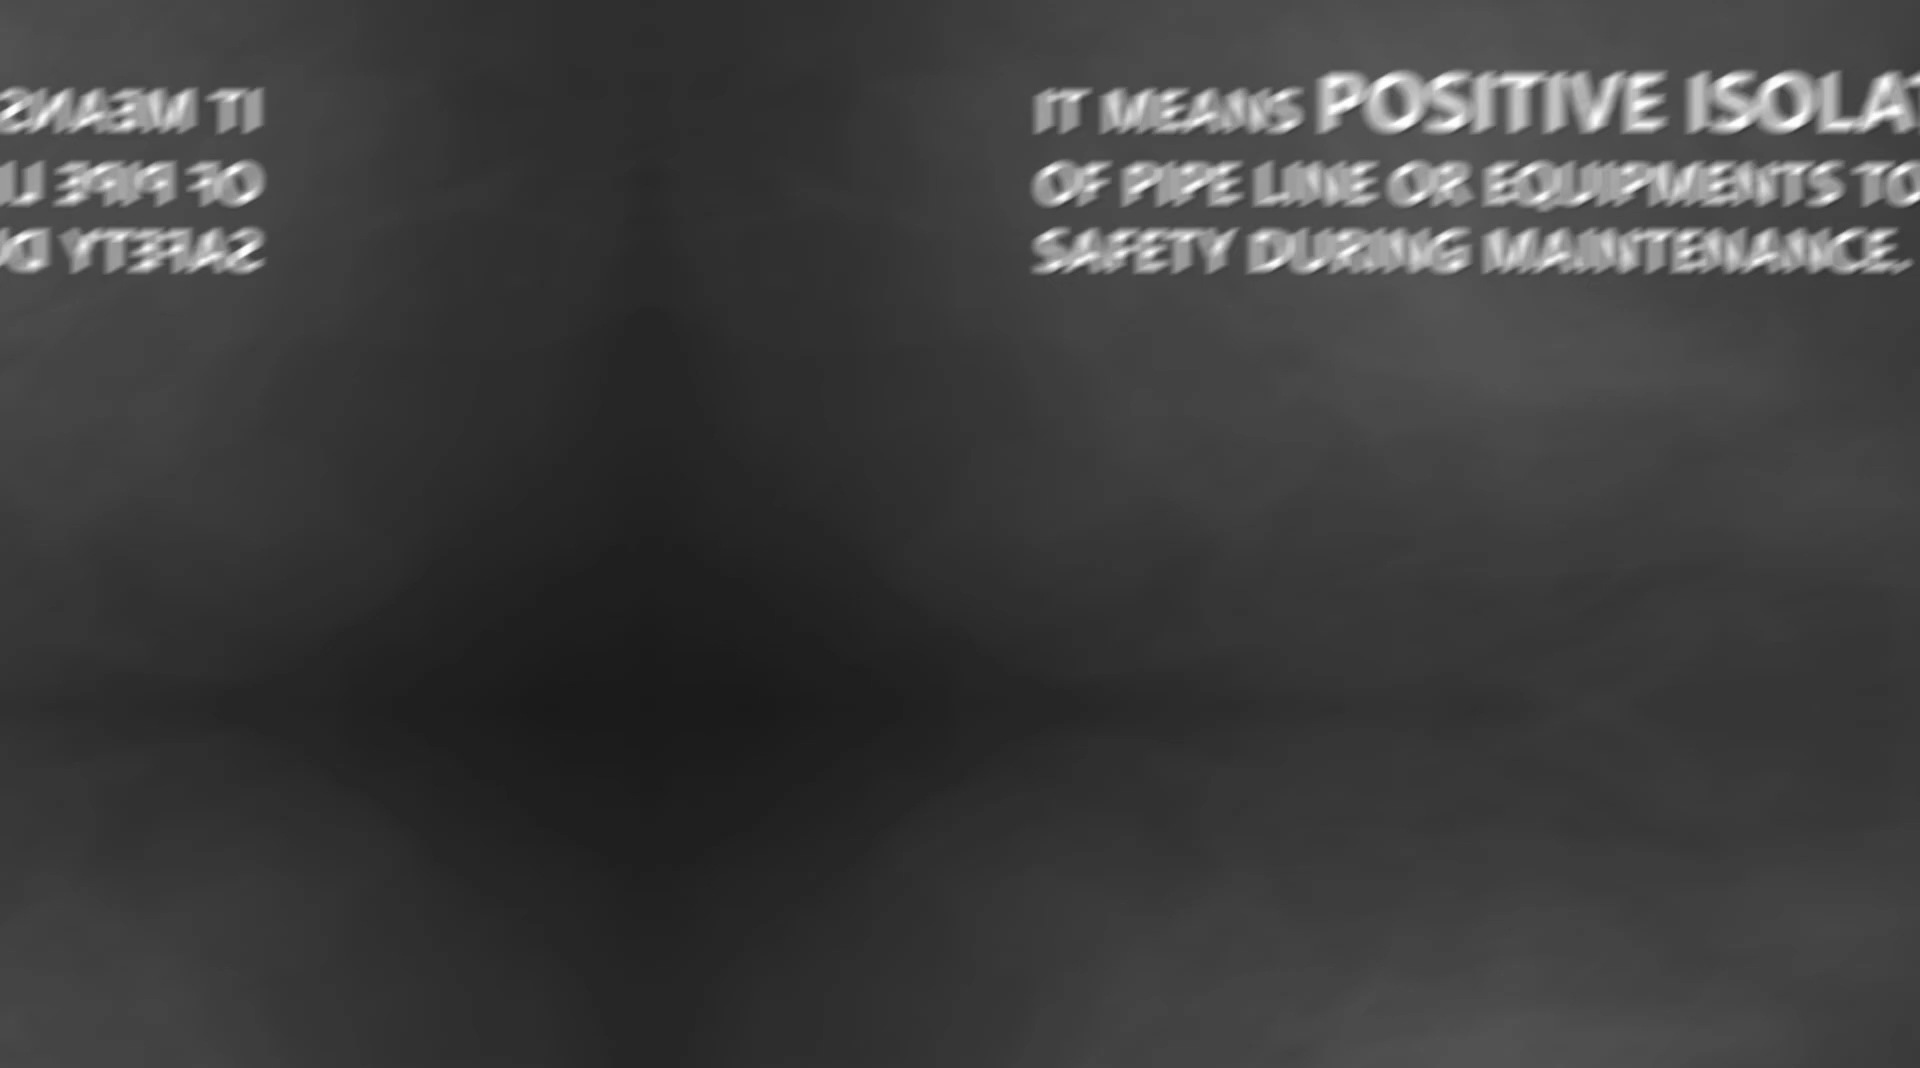 IT MEANS POSITIVE ISOLAT
OF PIPE LINE OR EQUIPMENTS TO
SAFETY DURING MAINTENANCE.